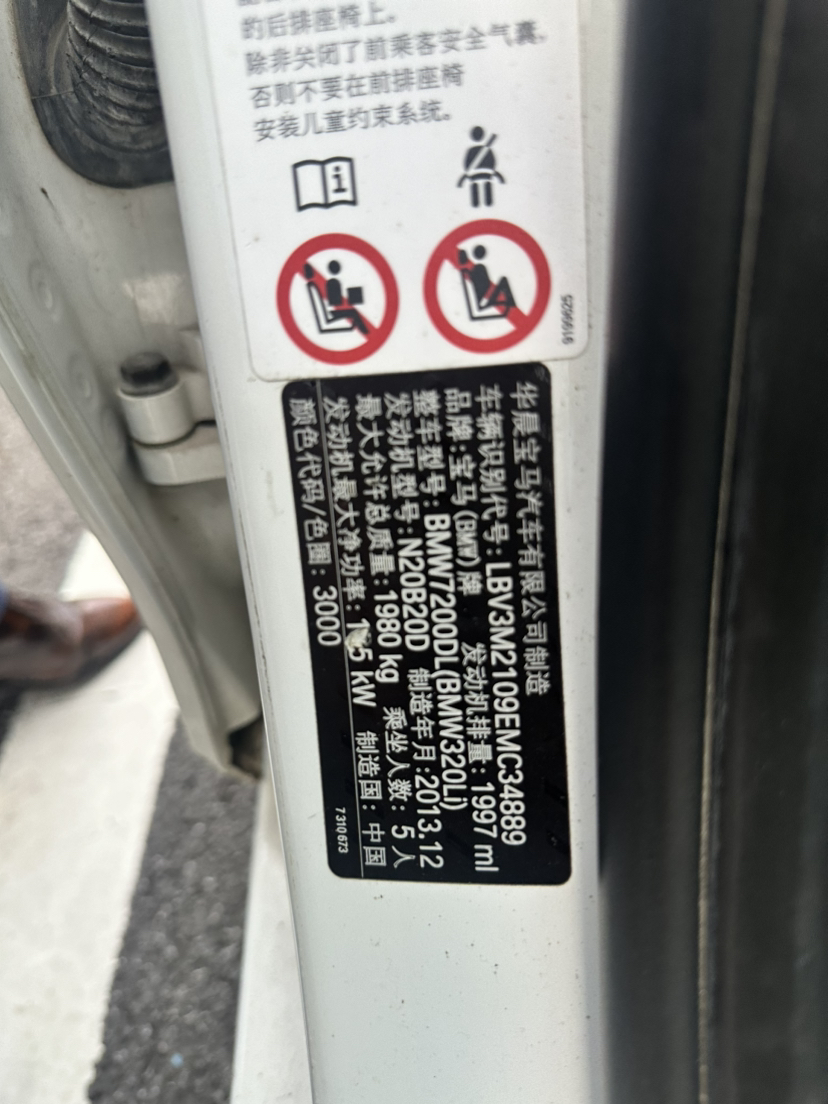 的后排座椅上。
除非关闭了前乘客安全气囊,
否则不要在前排座椅
安装儿童约束系统。
华晨宝马汽车有限公司制造
车辆识别代号: LBV3M2109EMC34889
品牌:宝马(BMW)牌 发动机排量: 1997 ml
整车型号: BMW7200DL(BMW320Li)
发动机型号: N20B20D 制造年月:2013.12
最大允许总质量: 1980 kg 乘坐人数: 5人
发动机最大净功率: kW 制造国: 中国
颜色代码/色国: 3000
7 310 673